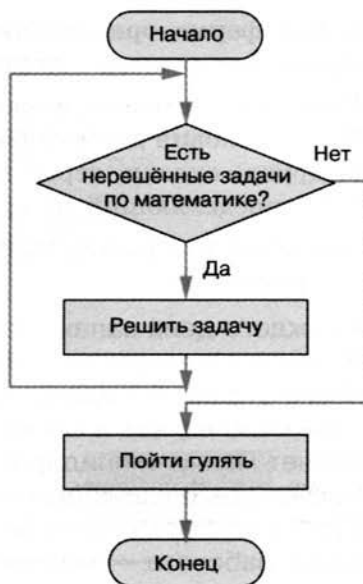 Начало
Есть
нерешённые задачи
по математике?
Нет
Да
Решить задачу
Пойти гулять
Конец